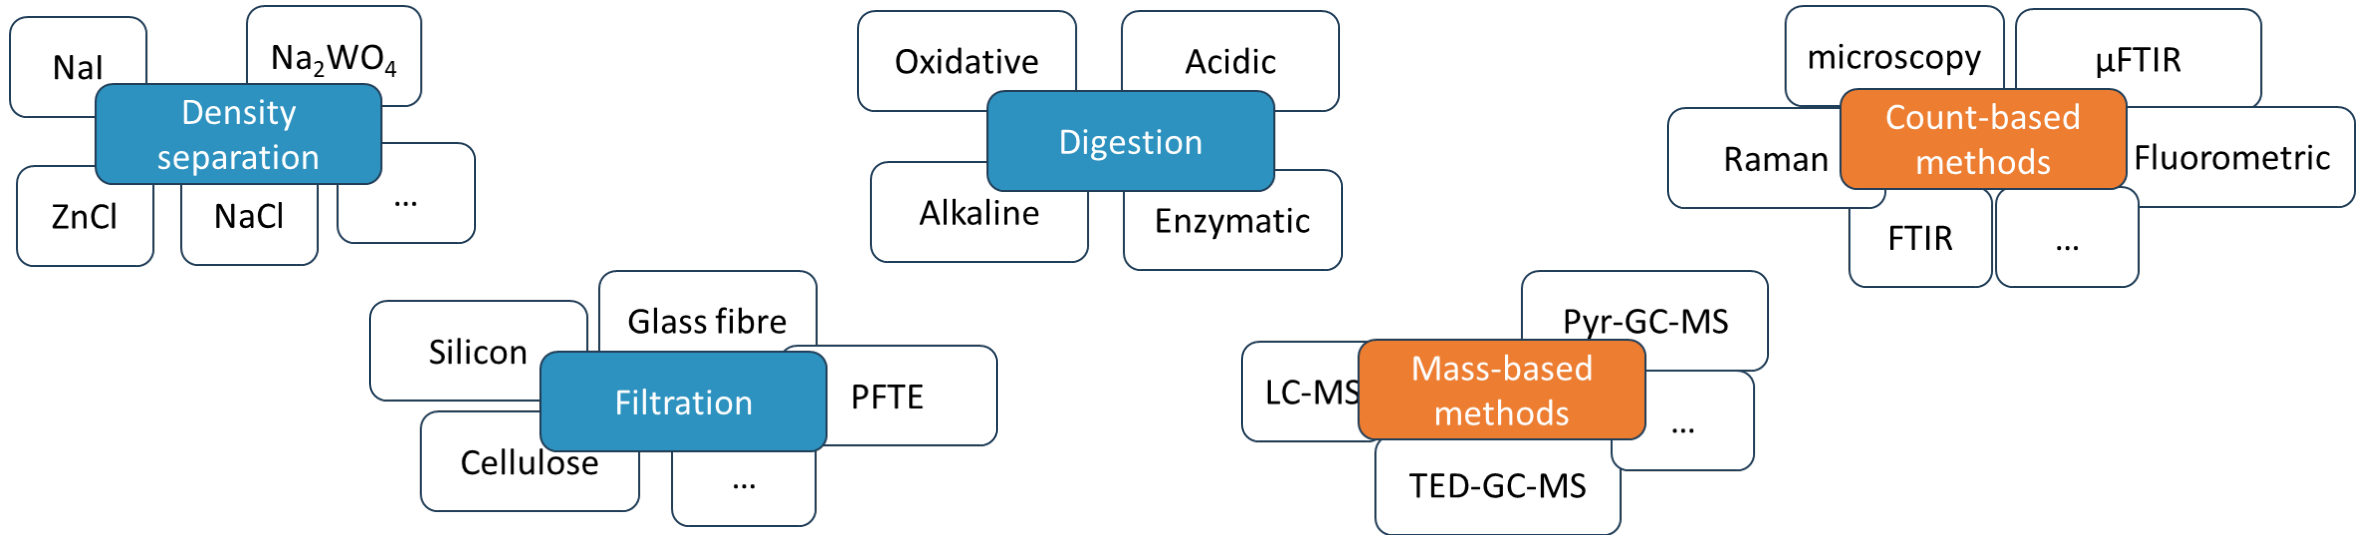 NaI
Na₂WO₄
Density
separation
ZnCl
NaCl
...
Oxidative
Acidic
Digestion
Alkaline
Enzymatic
microscopy
µFTIR
Count-based
methods
Raman
Fluorometric
FTIR
...
Silicon
Glass fibre
Filtration
PFTE
Cellulose
...
Pyr-GC-MS
LC-MS
Mass-based
methods
...
TED-GC-MS